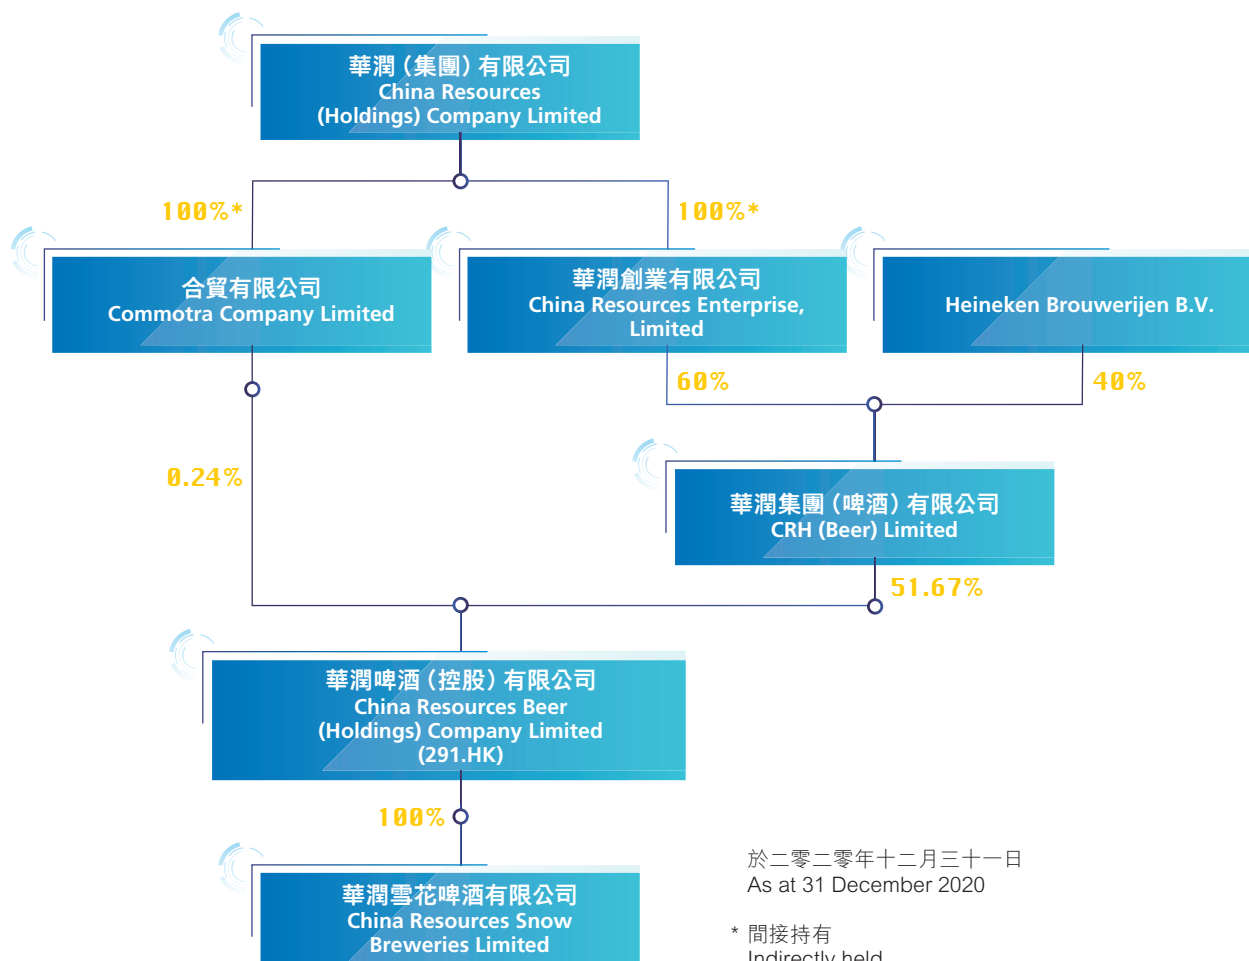 華潤（集團）有限公司
China Resources
(Holdings) Company Limited
100%*
100%*
合貿有限公司
Commotra Company Limited
華潤創業有限公司
China Resources Enterprise,
Limited
Heineken Brouwerijen B.V.
60%
40%
0.24%
華潤集團（啤酒）有限公司
CRH (Beer) Limited
51.67%
華潤啤酒（控股）有限公司
China Resources Beer
(Holdings) Company Limited
(291.HK)
100%
華潤雪花啤酒有限公司
China Resources Snow
Breweries Limited
於二零二零年十二月三十一日
As at 31 December 2020
* 間接持有
Indirectly held